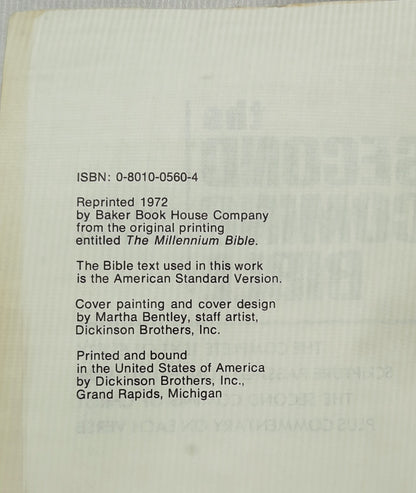 ISBN: 0-8010-0560-4
Reprinted 1972
by Baker Book House Company
from the original printing
entitled The Millennium Bible.
The Bible text used in this work
is the American Standard Version.
Cover painting and cover design
by Martha Bentley, staff artist,
Dickinson Brothers, Inc.
Printed and bound
in the United States of America
by Dickinson Brothers, Inc.,
Grand Rapids, Michigan